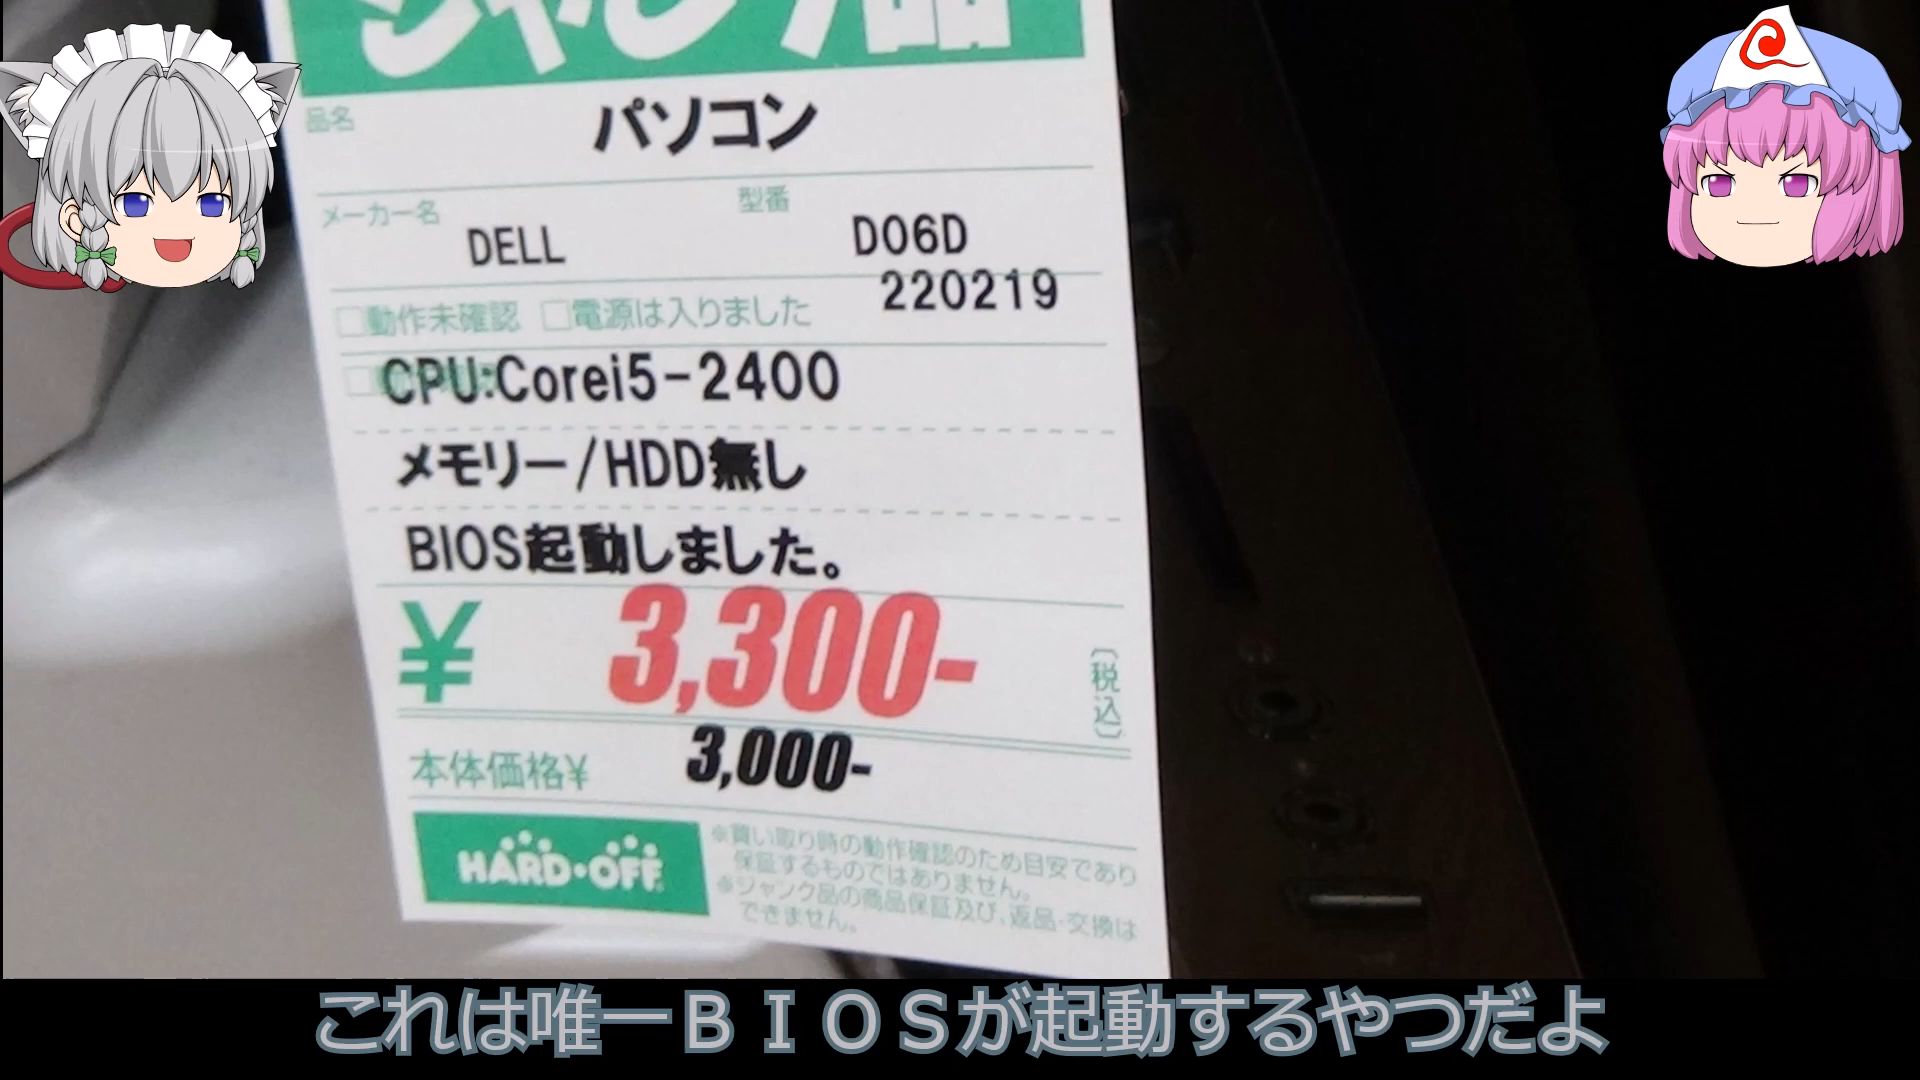 ジャンク品
品名
パソコン
メーカー名
DELL
型番
D06D
220219
□動作未確認 □電源は入りました
CPU:Corei5-2400
メモリー/HDD無し
BIOS起動しました。
¥ 3,300-
(税込)
本体価格¥ 3,000-
HARD・OFF
※買い取り時の動作確認のため目安であり
保証するものではありません。
※ジャンク品の商品保証及び、返品・交換は
できません。
これは唯一ＢＩＯＳが起動するやつだよ